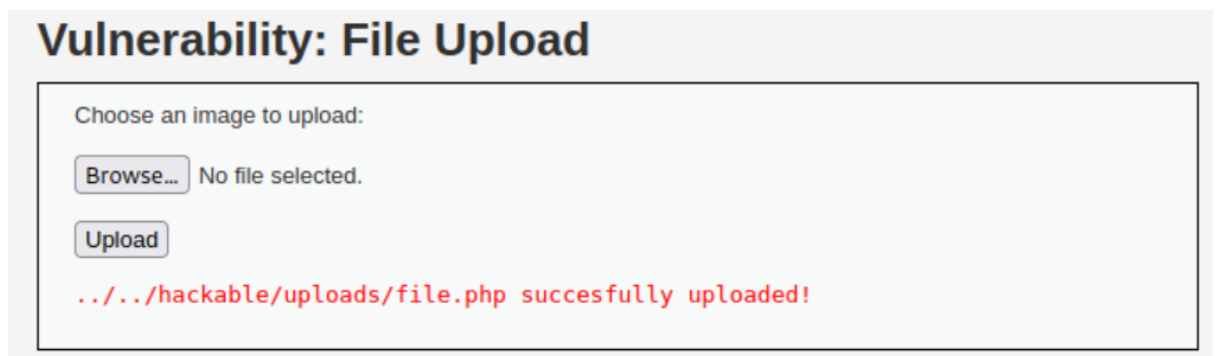 Vulnerability: File Upload
Choose an image to upload:
Browse... No file selected.
Upload
../../hackable/uploads/file.php succesfully uploaded!